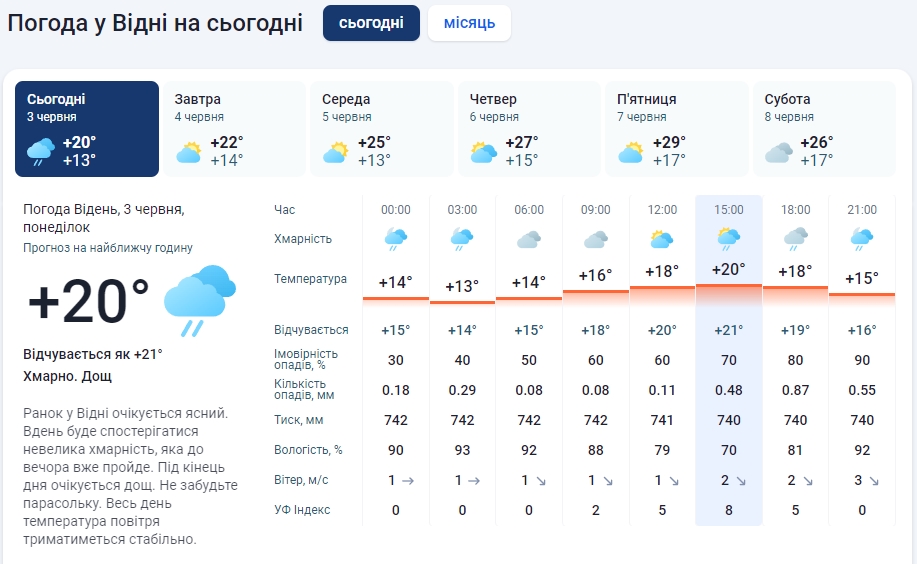 Погода у Відні на сьогодні
сьогодні
місяць
Сьогодні
3 червня
+20°
+13°
Завтра
4 червня
+22°
+14°
Середа
5 червня
+25°
+13°
Четвер
6 червня
+27°
+15°
П'ятниця
7 червня
+29°
+17°
Субота
8 червня
+26°
+17°
Погода Відень, 3 червня,
понеділок
Прогноз на найближчу годину
+20°
Відчувається як +21°
Хмарно. Дощ
Ранок у Відні очікується ясний.
Вдень буде спостерігатися
невелика хмарність, яка до
вечора вже пройде. Під кінець
дня очікується дощ. Не забудьте
парасольку. Весь день
температура повітря
триматиметься стабільно.
Час 00:00 03:00 06:00 09:00 12:00 15:00 18:00 21:00
Хмарність
Температура +14° +13° +14° +16° +18° +20° +18° +15°
Відчувається +15° +14° +15° +18° +20° +21° +19° +16°
Імовірність
опадів, % 30 40 50 60 60 70 80 90
Кількість
опадів, мм 0.18 0.29 0.08 0.08 0.11 0.48 0.87 0.55
Тиск, мм 742 742 742 742 741 740 740 740
Вологість, % 90 93 92 88 79 70 81 92
Вітер, м/с 1 → 1 → 1 ↘ 1 ↘ 1 ↘ 2 ↘ 2 ↘ 3 ↘
УФ Індекс 0 0 0 2 5 8 5 0